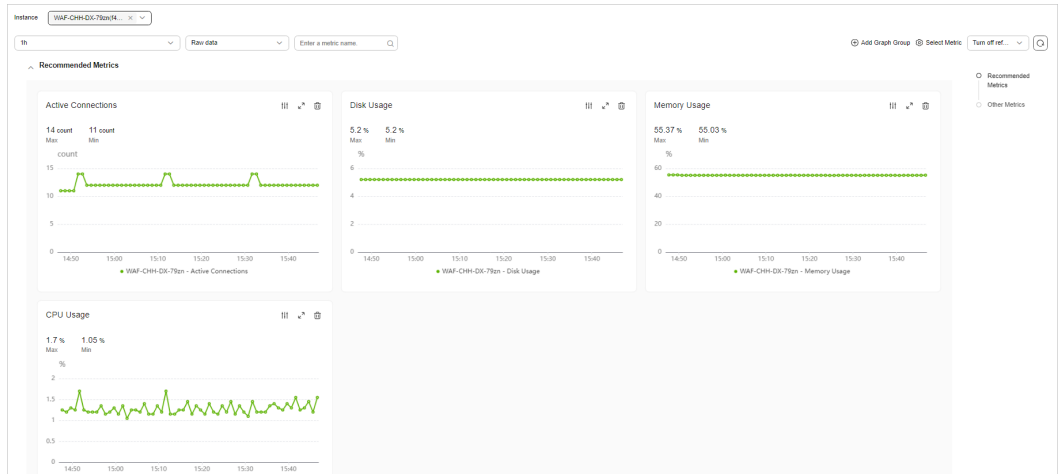 Instance WAF-CHH-DX-79zn(f4...
1h Raw data Enter a metric name Add Graph Group Select Metric Turn off ref...
Recommended Metrics
Recommended
Metrics
Other Metrics
Active Connections
14 count 11 count
Max Min
count
15
10
5
0
14:50 15:00 15:10 15:20 15:30 15:40
WAF-CHH-DX-79zn - Active Connections
Disk Usage
5.2 % 5.2 %
Max Min
%
6
4
2
0
14:50 15:00 15:10 15:20 15:30 15:40
WAF-CHH-DX-79zn - Disk Usage
Memory Usage
55.37 % 55.03 %
Max Min
%
60
40
20
0
14:50 15:00 15:10 15:20 15:30 15:40
WAF-CHH-DX-79zn - Memory Usage
CPU Usage
1.7 % 1.05 %
Max Min
%
2
1.5
1
0.5
0
14:50 15:00 15:10 15:20 15:30 15:40